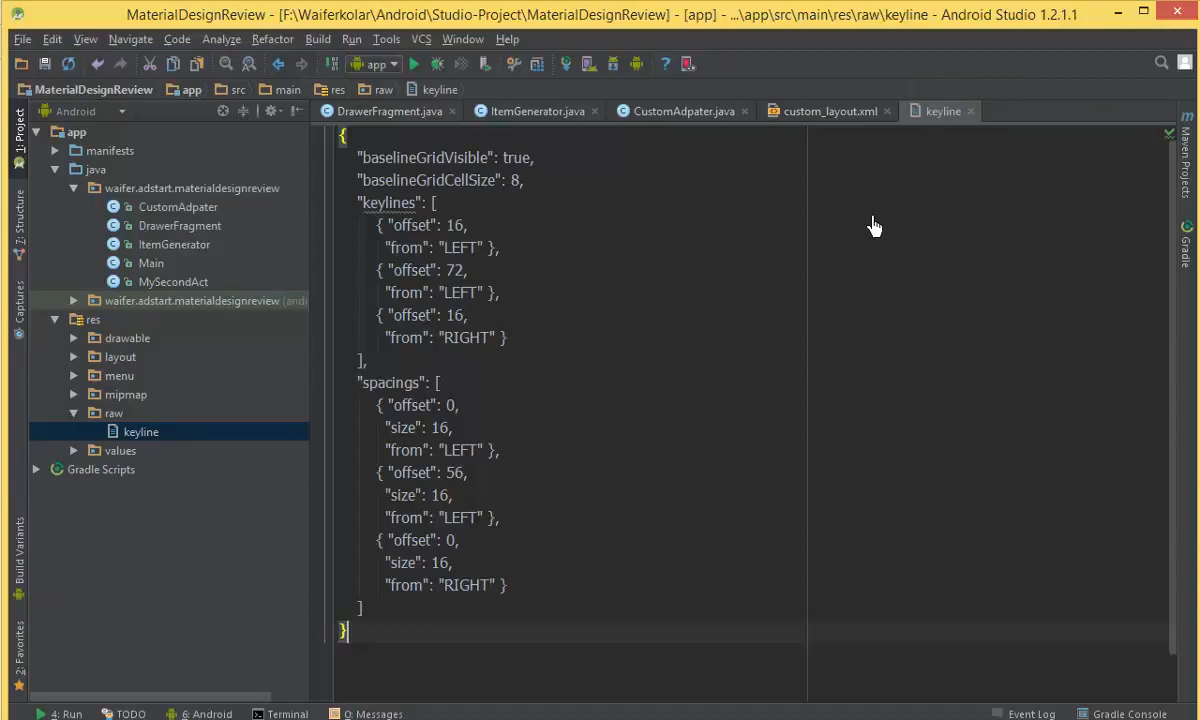 MaterialDesignReview - [F:\Waiferkolar\Android\Studio-Project\MaterialDesignReview] - [app] - ...\app\src\main\res\raw\keyline - Android Studio 1.2.1.1
File Edit View Navigate Code Analyze Refactor Build Run Tools VCS Window Help
app
MaterialDesignReview app src main res raw keyline
Android
DrawerFragment.java ItemGenerator.java CustomAdpater.java custom_layout.xml keyline
app
manifests
java
waifer.adstart.materialdesignreview
CustomAdpater
DrawerFragment
ItemGenerator
Main
MySecondAct
waifer.adstart.materialdesignreview (andr
res
drawable
layout
menu
mipmap
raw
keyline
values
Gradle Scripts
{
"baselineGridVisible": true,
"baselineGridCellSize": 8,
"keylines": [
{ "offset": 16,
"from": "LEFT" },
{ "offset": 72,
"from": "LEFT" },
{ "offset": 16,
"from": "RIGHT" }
],
"spacings": [
{ "offset": 0,
"size": 16,
"from": "LEFT" },
{ "offset": 56,
"size": 16,
"from": "LEFT" },
{ "offset": 0,
"size": 16,
"from": "RIGHT" }
]
}
1: Project
7: Structure
Captures
Build Variants
2: Favorites
Maven Projects
Gradle
4: Run TODO 6: Android Terminal 0: Messages Event Log Gradle Console